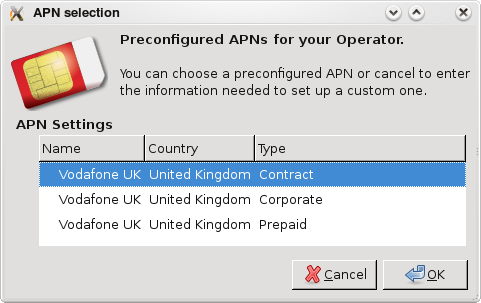 APN selection
Preconfigured APNs for your Operator.
You can choose a preconfigured APN or cancel to enter
the information needed to set up a custom one.
APN Settings
Name Country Type
Vodafone UK United Kingdom Contract
Vodafone UK United Kingdom Corporate
Vodafone UK United Kingdom Prepaid
Cancel OK